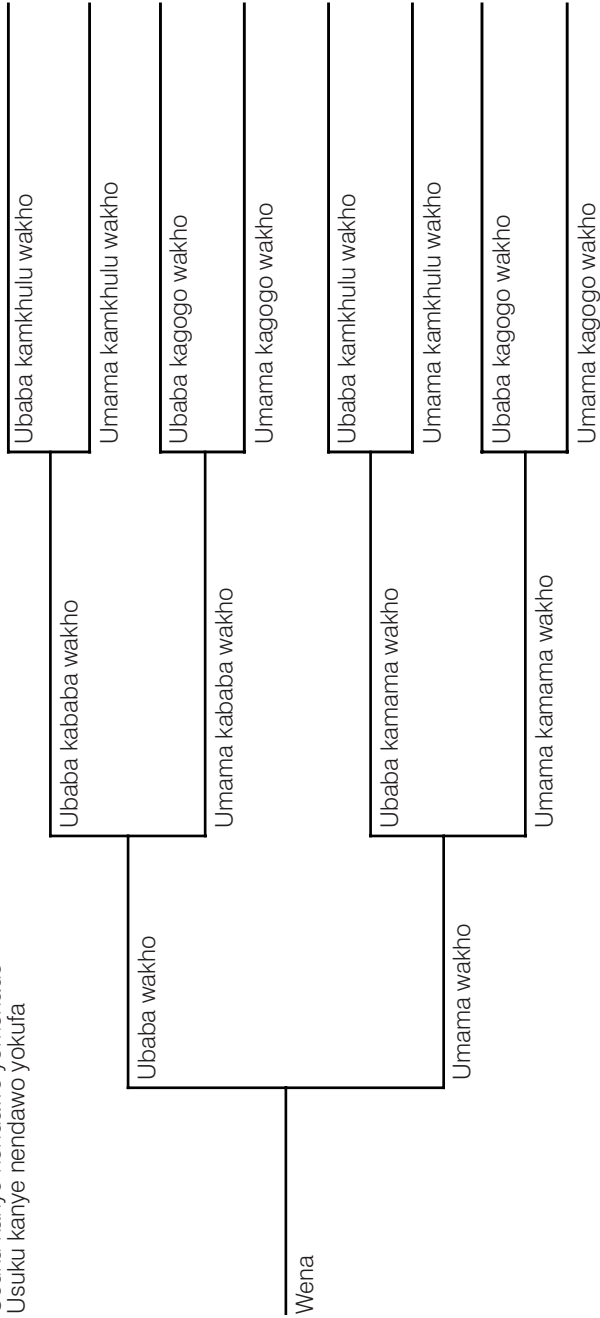 Usuku kanye nendawo yokufa
Ubaba kamkhulu wakho
Ubaba kababa wakho
Umama kamkhulu wakho
Ubaba wakho
Ubaba kagogo wakho
Umama kababa wakho
Umama kagogo wakho
Wena
Ubaba kamkhulu wakho
Ubaba kamama wakho
Umama kamkhulu wakho
Umama wakho
Ubaba kagogo wakho
Umama kamama wakho
Umama kagogo wakho